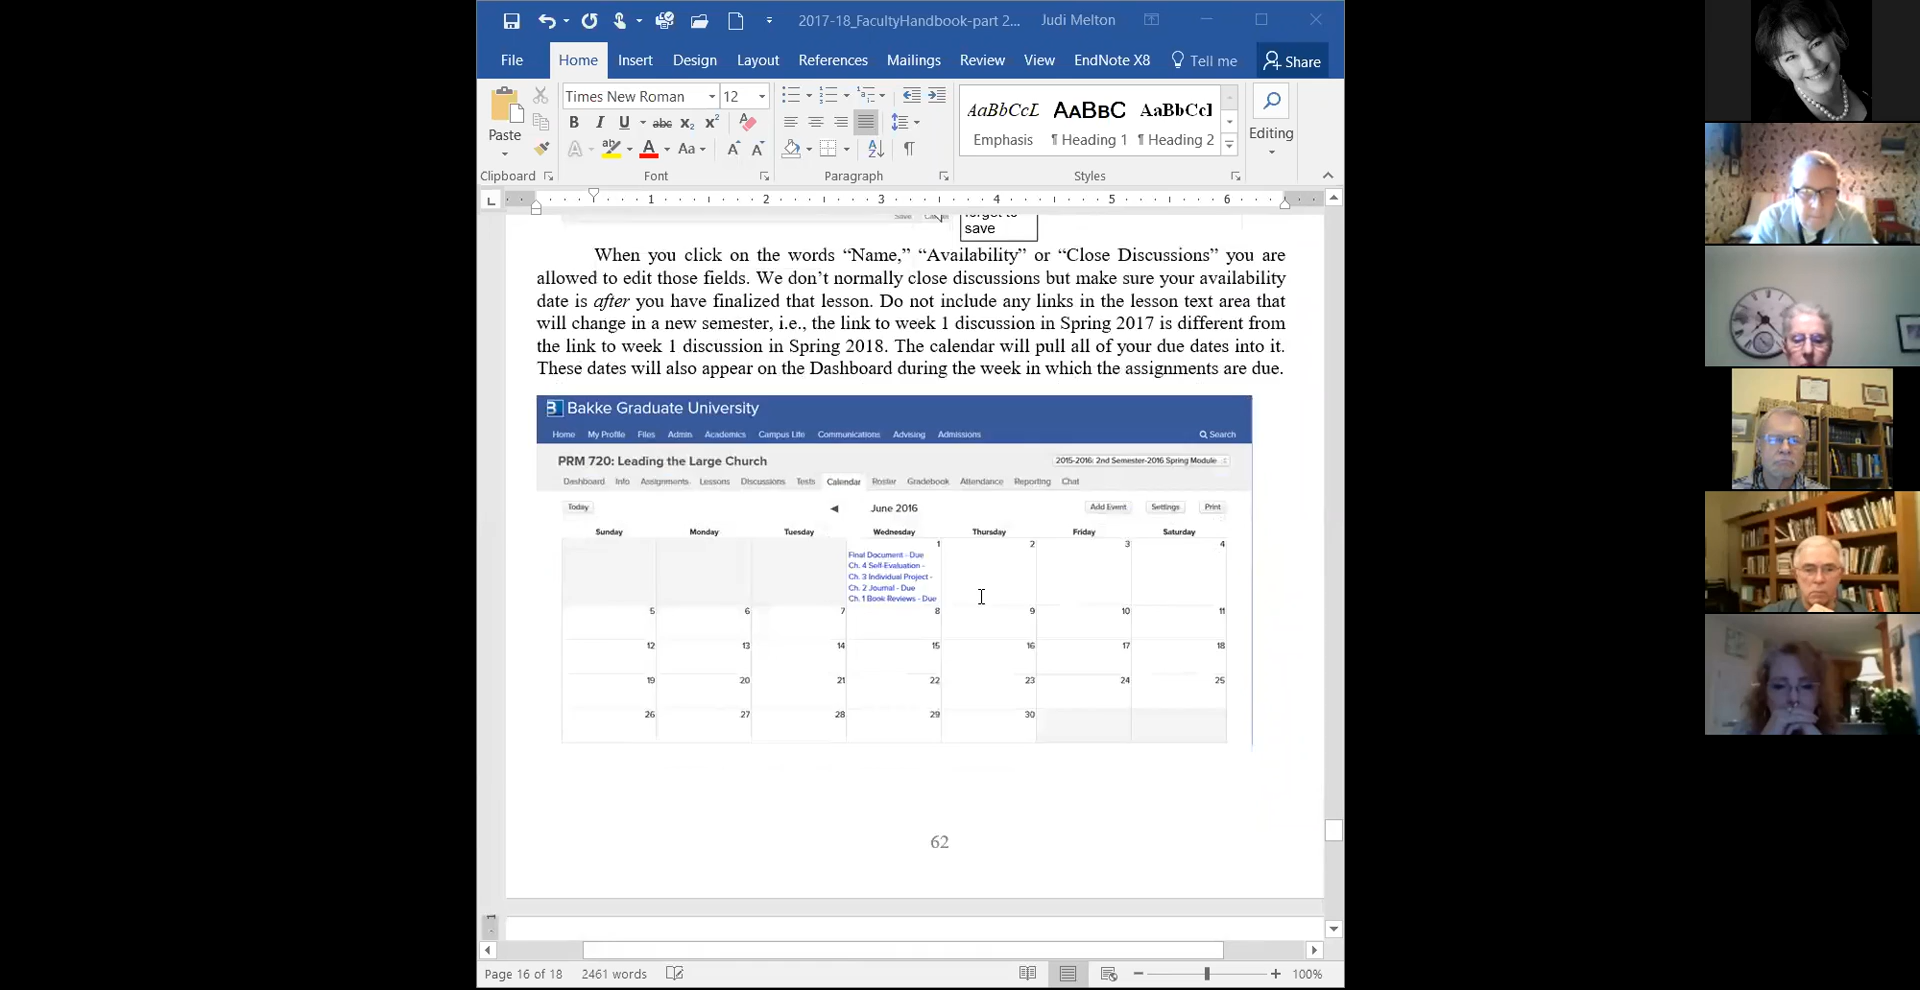 2017-18_FacultyHandbook-part 2... Judi Melton
File Home Insert Design Layout References Mailings Review View EndNote X8 Tell me Share
Paste
Times New Roman 12
AaBbCcL AaBbC AaBbCcI
Emphasis ¶ Heading 1 ¶ Heading 2
Editing
Clipboard Font Paragraph Styles
1 2 3 4 5 6
Save
save
When you click on the words “Name,” “Availability” or “Close Discussions” you are
allowed to edit those fields. We don’t normally close discussions but make sure your availability
date is after you have finalized that lesson. Do not include any links in the lesson text area that
will change in a new semester, i.e., the link to week 1 discussion in Spring 2017 is different from
the link to week 1 discussion in Spring 2018. The calendar will pull all of your due dates into it.
These dates will also appear on the Dashboard during the week in which the assignments are due.
B Bakke Graduate University
Home My Profile Files Admin Academics Campus Life Communications Advising Admissions Search
PRM 720: Leading the Large Church 2015-2016: 2nd Semester-2016 Spring Module
Dashboard Info Assignments Lessons Discussions Tests Calendar Roster Gradebook Attendance Reporting Chat
Today June 2016 Add Event Settings Print
Sunday Monday Tuesday Wednesday Thursday Friday Saturday
1 2 3 4
Final Document - Due
Ch. 4 Self-Evaluation -
Ch. 3 Individual Project -
Ch. 2 Journal - Due
Ch. 1 Book Reviews - Due
5 6 7 8 9 10 11
12 13 14 15 16 17 18
19 20 21 22 23 24 25
26 27 28 29 30
62
Page 16 of 18 2461 words 100%